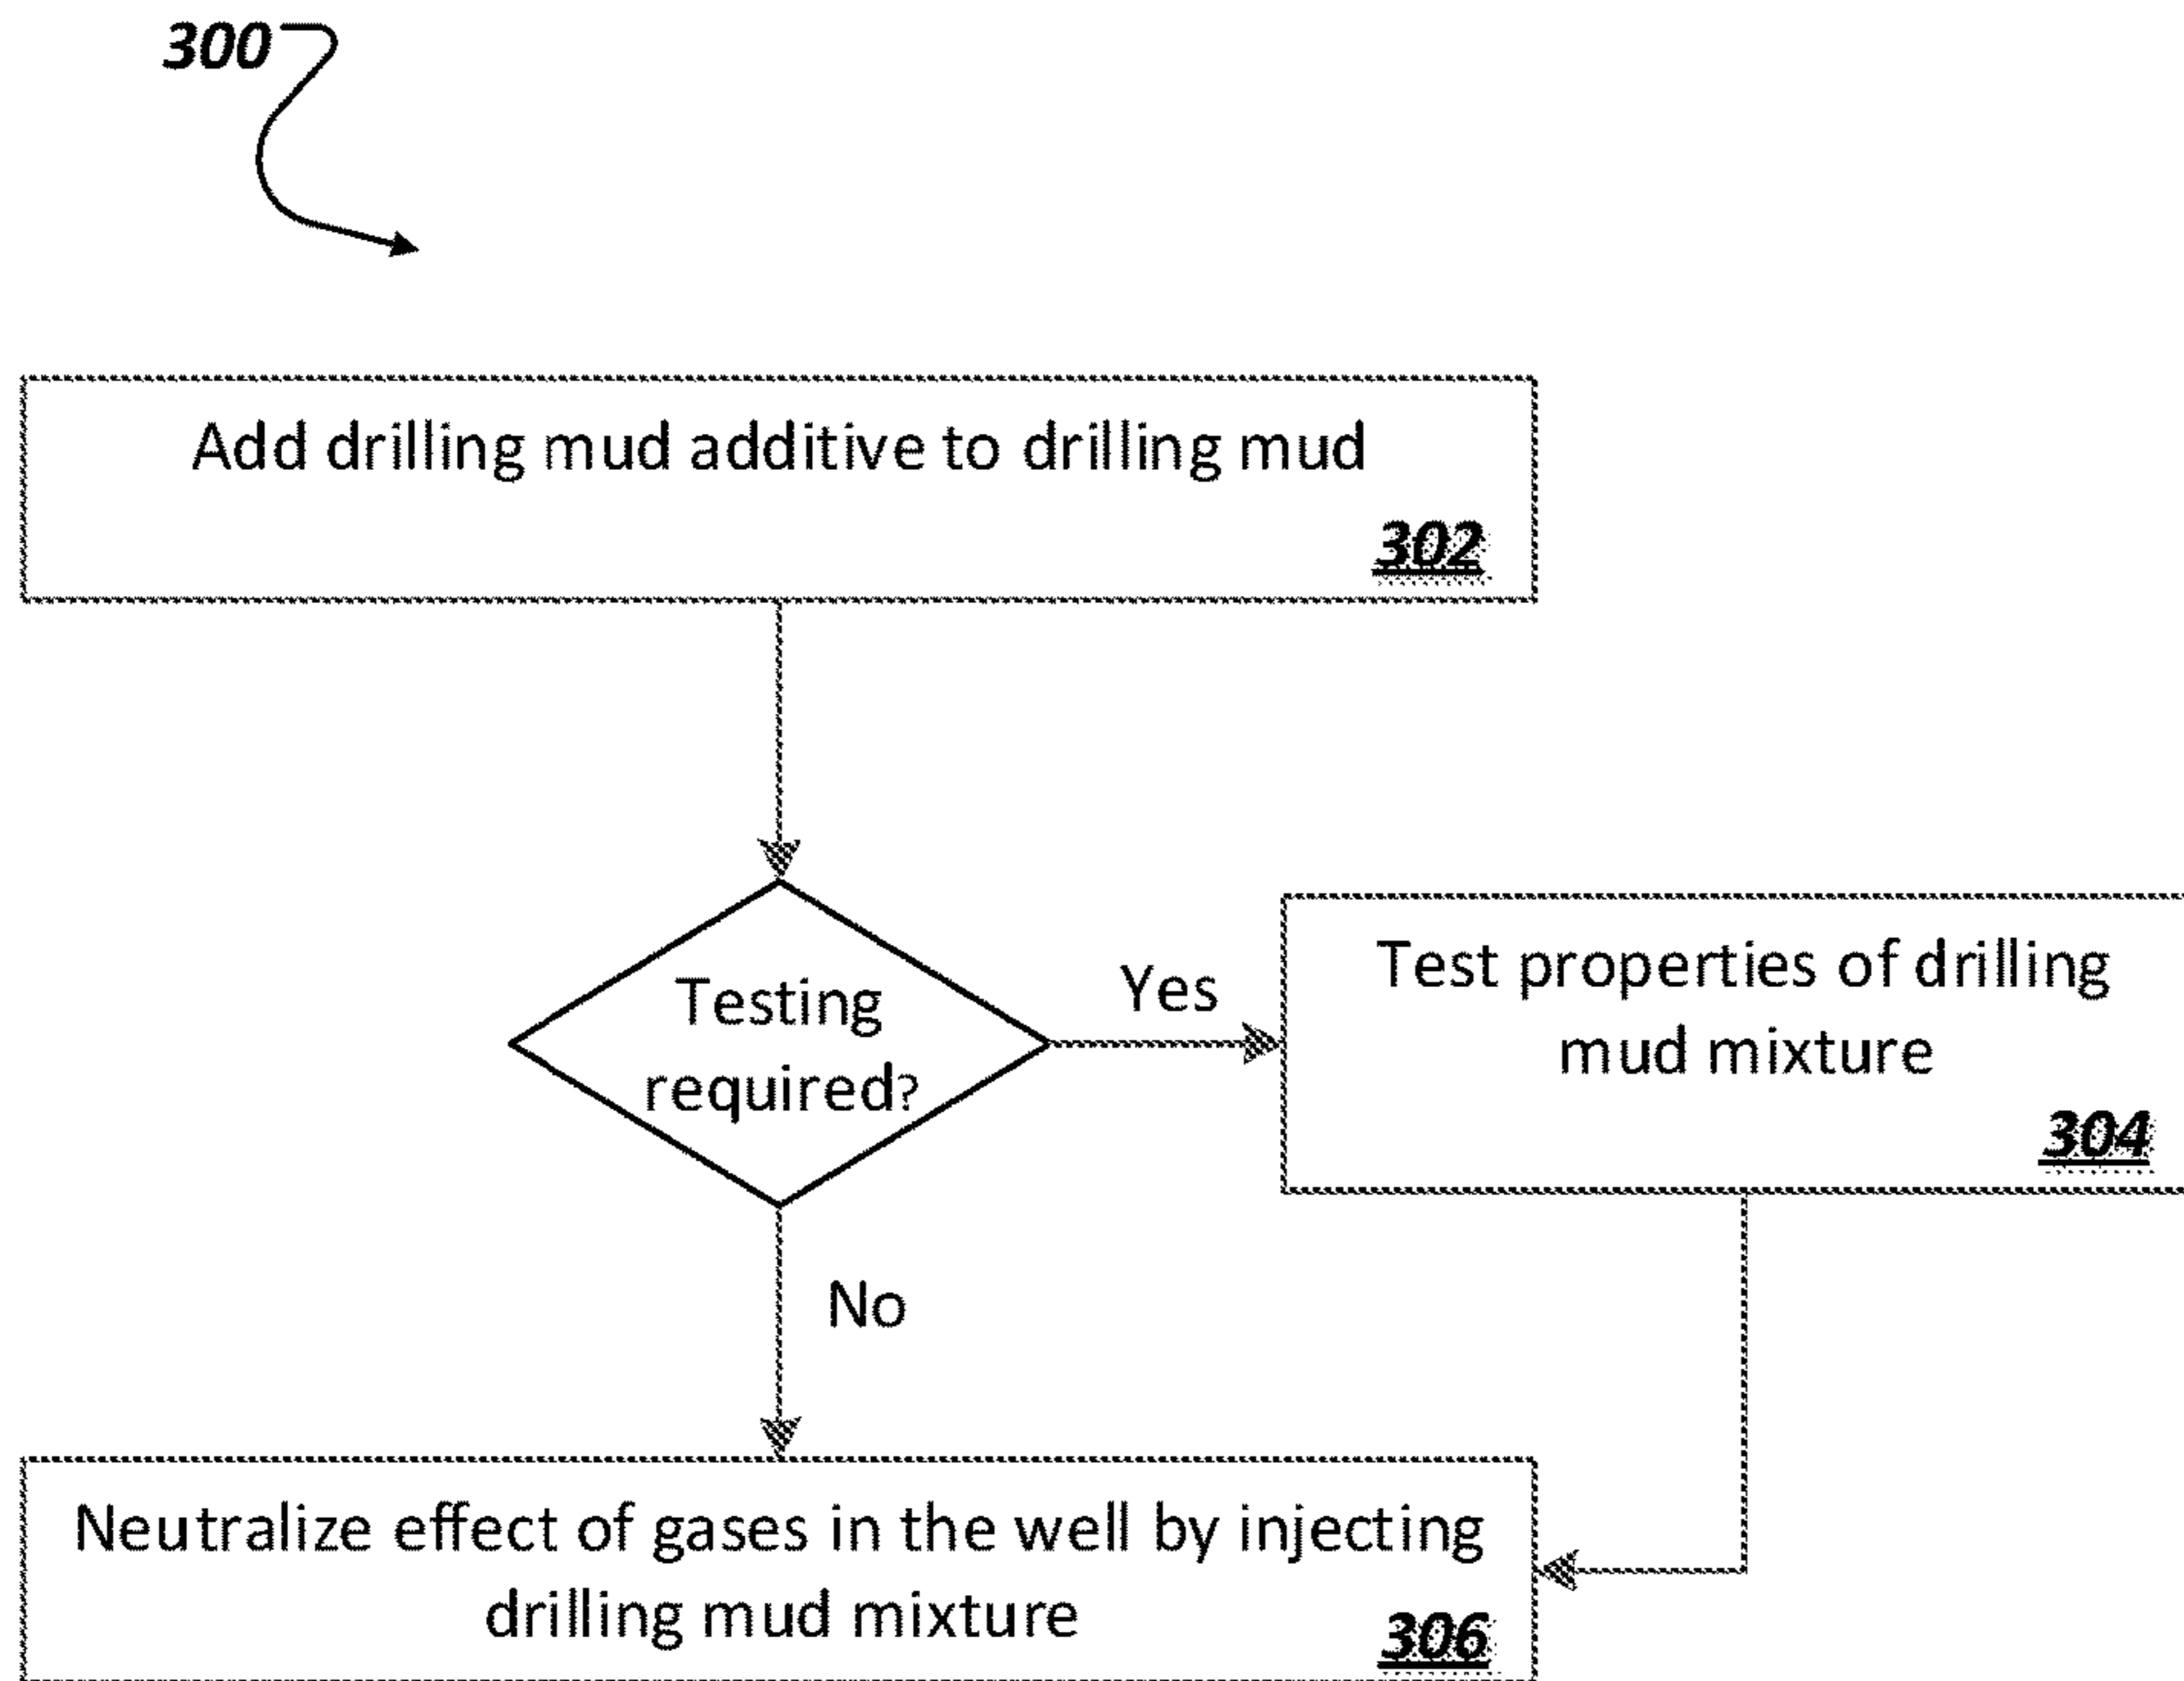 300
Add drilling mud additive to drilling mud
302
Testing
required?
Yes
Test properties of drilling
mud mixture
304
No
Neutralize effect of gases in the well by injecting
drilling mud mixture
306